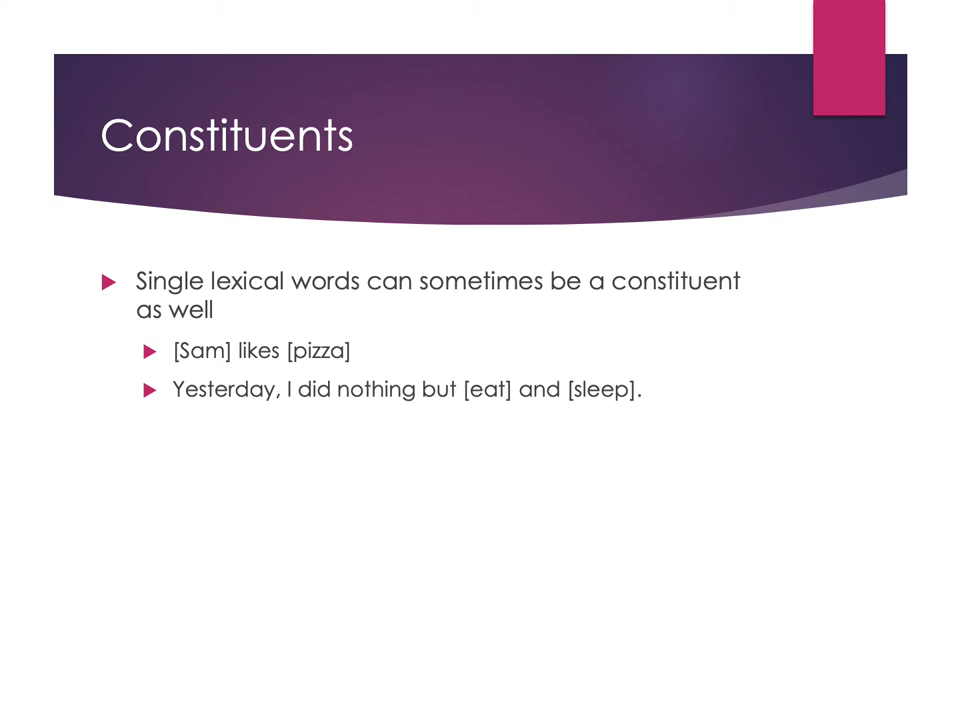 Constituents
Single lexical words can sometimes be a constituent
as well
[Sam] likes [pizza]
Yesterday, I did nothing but [eat] and [sleep].